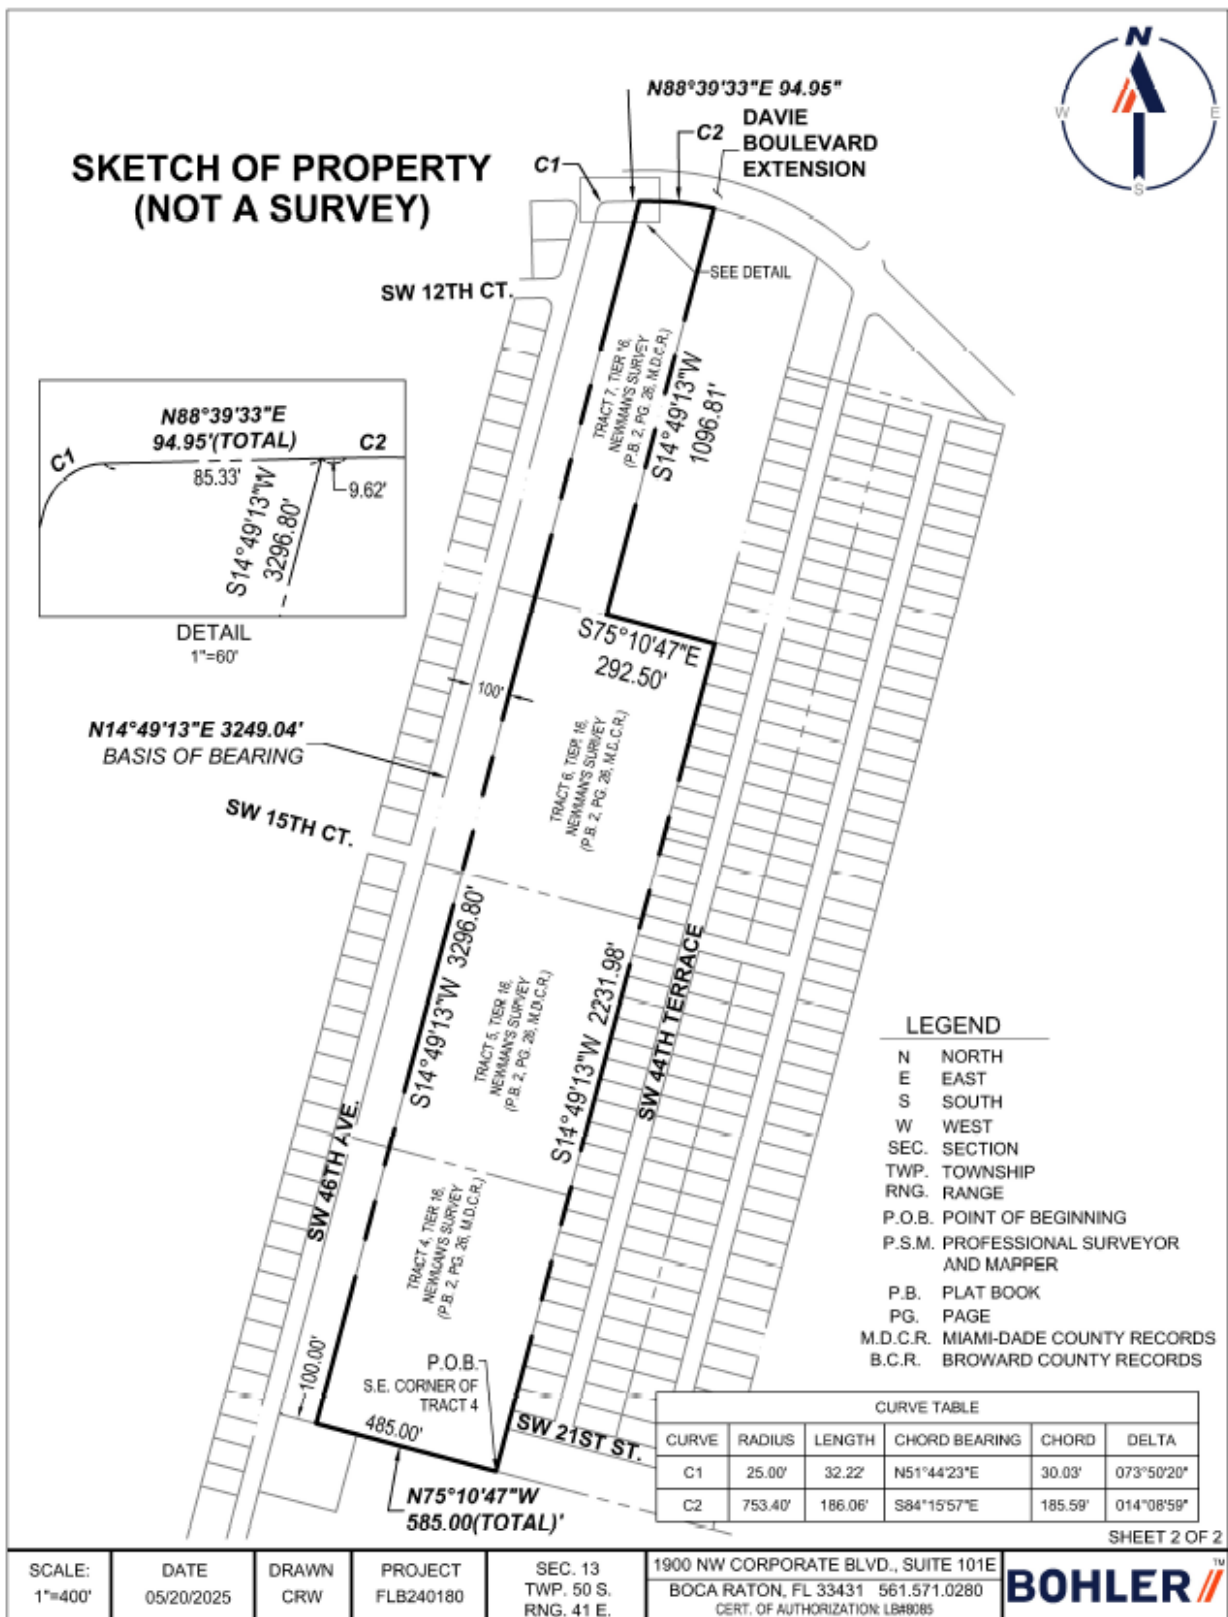 N88°39'33"E 94.95"
DAVIE
BOULEVARD
EXTENSION
C2
C1
SKETCH OF PROPERTY
(NOT A SURVEY)
N
W
E
S
SEE DETAIL
SW 12TH CT.
TRACT 7, TIER 16,
NEWMAN'S SURVEY
(P.B. 2, PG. 26, M.D.C.R.)
S14°49'13"W
1096.81'
N88°39'33"E
94.95'(TOTAL)
C1
C2
85.33'
9.62'
S14°49'13"W
3296.80'
DETAIL
1"=60'
S75°10'47"E
292.50'
100'
N14°49'13"E 3249.04'
BASIS OF BEARING
TRACT 6, TIER 16,
NEWMAN'S SURVEY
(P.B. 2, PG. 26, M.D.C.R.)
SW 15TH CT.
S14°49'13"W 3296.80'
TRACT 5, TIER 16,
NEWMAN'S SURVEY
(P.B. 2, PG. 26, M.D.C.R.)
S14°49'13"W 2231.98'
SW 44TH TERRACE
SW 46TH AVE.
TRACT 4, TIER 16,
NEWMAN'S SURVEY
(P.B. 2, PG. 26, M.D.C.R.)
100.00'
P.O.B.
S.E. CORNER OF
TRACT 4
485.00'
SW 21ST ST.
N75°10'47"W
585.00(TOTAL)'
LEGEND
N NORTH
E EAST
S SOUTH
W WEST
SEC. SECTION
TWP. TOWNSHIP
RNG. RANGE
P.O.B. POINT OF BEGINNING
P.S.M. PROFESSIONAL SURVEYOR
AND MAPPER
P.B. PLAT BOOK
PG. PAGE
M.D.C.R. MIAMI-DADE COUNTY RECORDS
B.C.R. BROWARD COUNTY RECORDS
CURVE TABLE
CURVE RADIUS LENGTH CHORD BEARING CHORD DELTA
C1 25.00' 32.22' N51°44'23"E 30.03' 073°50'20"
C2 753.40' 186.06' S84°15'57"E 185.59' 014°08'59"
SHEET 2 OF 2
SCALE:
1"=400'
DATE
05/20/2025
DRAWN
CRW
PROJECT
FLB240180
SEC. 13
TWP. 50 S.
RNG. 41 E.
1900 NW CORPORATE BLVD., SUITE 101E
BOCA RATON, FL 33431 561.571.0280
CERT. OF AUTHORIZATION: LB#8085
BOHLER //
TM